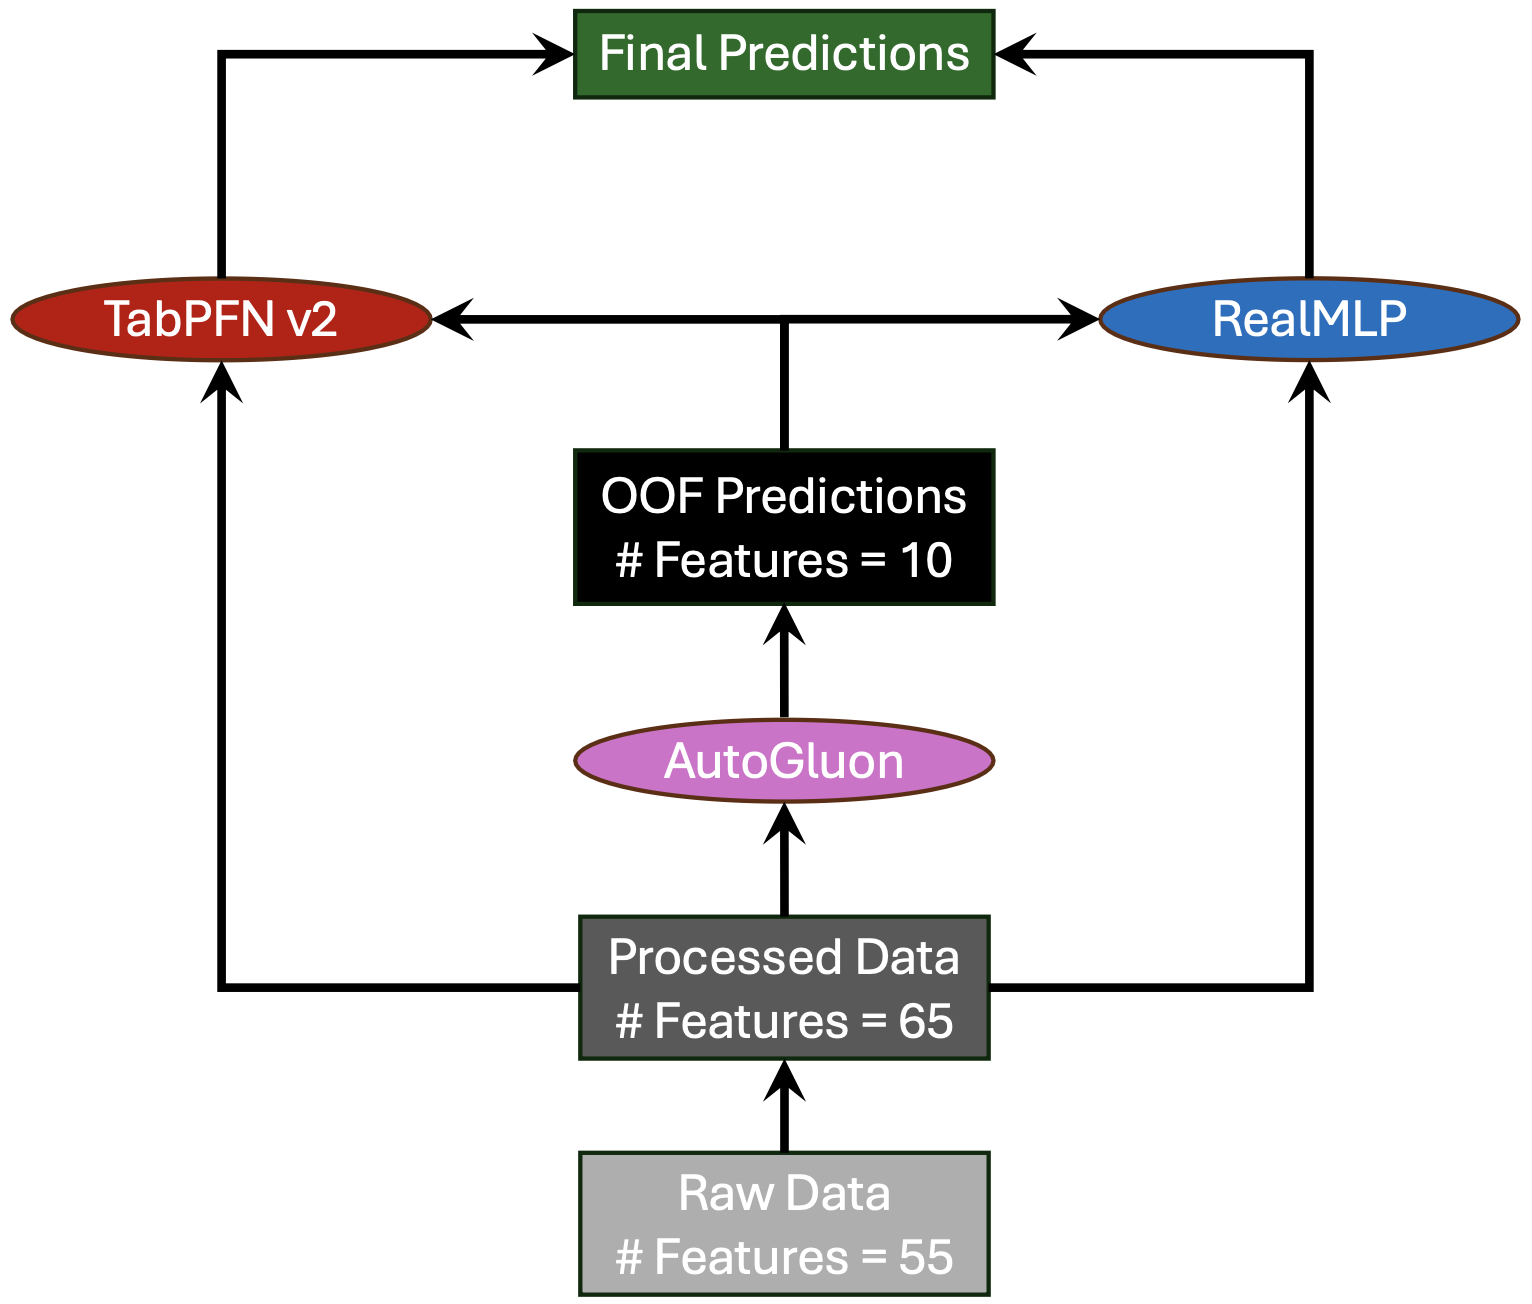 Final Predictions
TabPFN v2
RealMLP
OOF Predictions
# Features = 10
AutoGluon
Processed Data
# Features = 65
Raw Data
# Features = 55